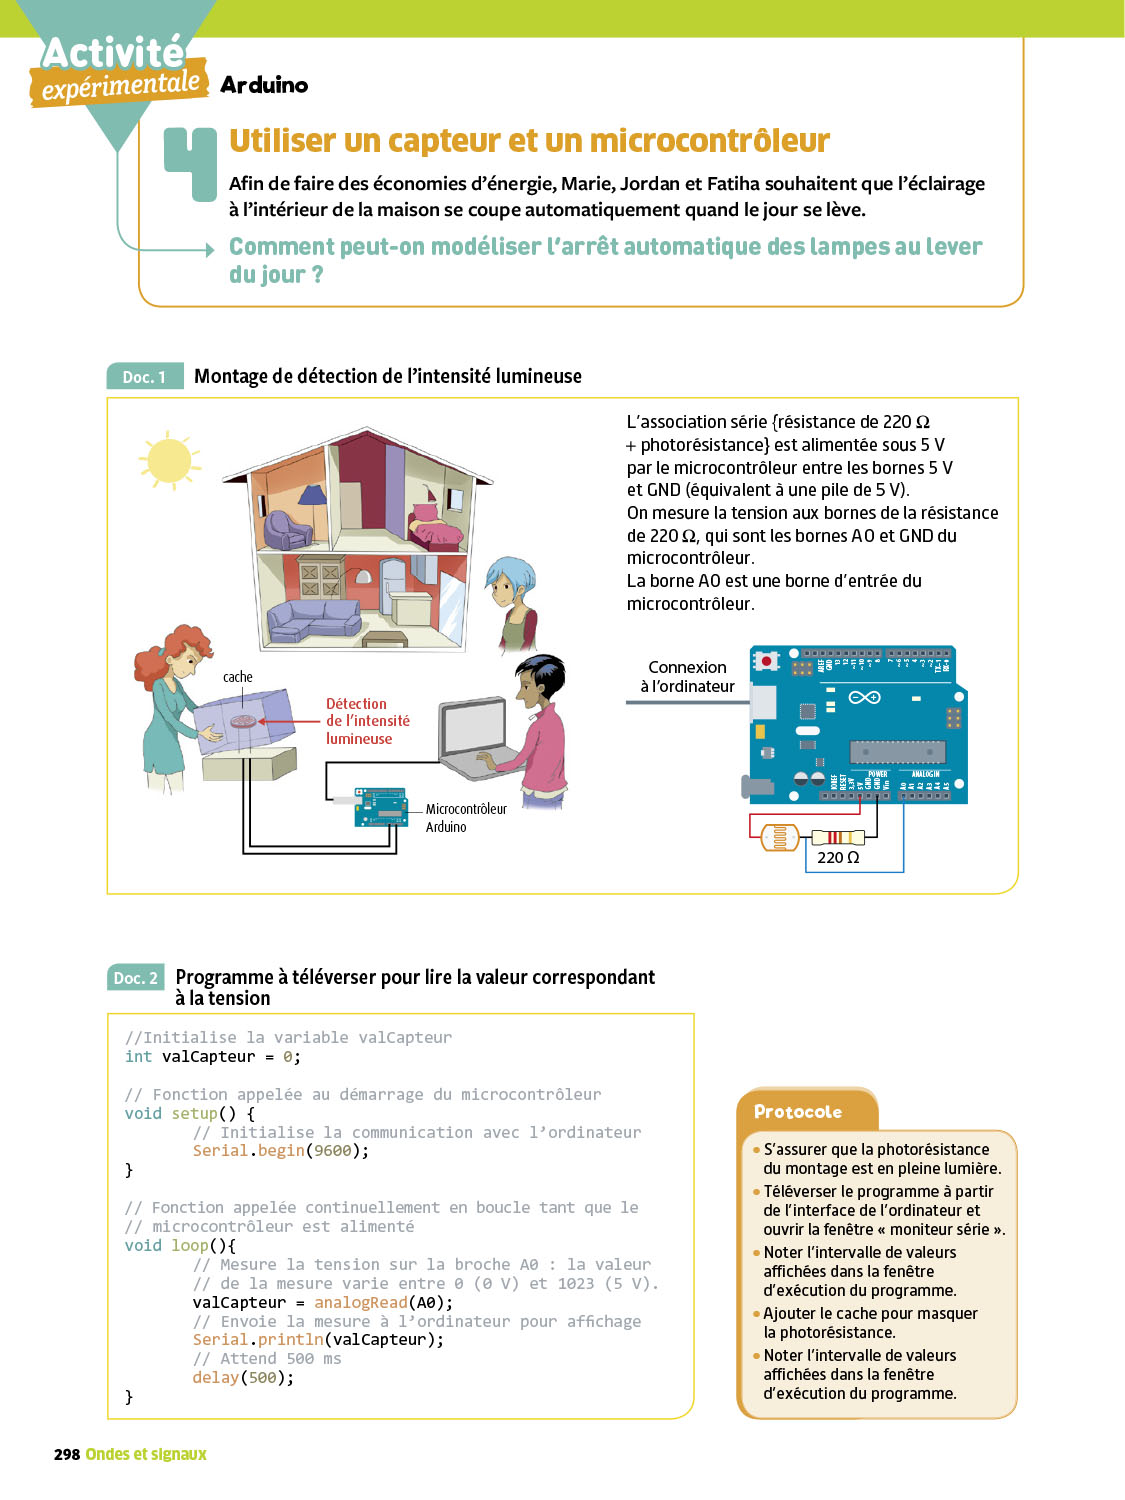 Activité
expérimentale
Arduino
4
Utiliser un capteur et un microcontrôleur
Afin de faire des économies d’énergie, Marie, Jordan et Fatiha souhaitent que l’éclairage
à l’intérieur de la maison se coupe automatiquement quand le jour se lève.
Comment peut-on modéliser l’arrêt automatique des lampes au lever
du jour ?
Doc. 1 Montage de détection de l’intensité lumineuse
L’association série {résistance de 220 Ω
+ photorésistance} est alimentée sous 5 V
par le microcontrôleur entre les bornes 5 V
et GND (équivalent à une pile de 5 V).
On mesure la tension aux bornes de la résistance
de 220 Ω, qui sont les bornes A0 et GND du
microcontrôleur.
La borne A0 est une borne d’entrée du
microcontrôleur.
cache
Détection
de l’intensité
lumineuse
Microcontrôleur
Arduino
Connexion
à l’ordinateur
AREF
GND
13
12
~11
~10
~9
8
7
~6
~5
4
~3
~2
TX-1
RX-0
POWER
ANALOG IN
IOREF
RESET
3.3V
5V
GND
GND
Vin
A0
A1
A2
A3
A4
A5
220 Ω
Doc. 2 Programme à téléverser pour lire la valeur correspondant
à la tension
//Initialise la variable valCapteur
int valCapteur = 0;
// Fonction appelée au démarrage du microcontrôleur
void setup() {
// Initialise la communication avec l’ordinateur
Serial.begin(9600);
}
// Fonction appelée continuellement en boucle tant que le
// microcontrôleur est alimenté
void loop(){
// Mesure la tension sur la broche A0 : la valeur
// de la mesure varie entre 0 (0 V) et 1023 (5 V).
valCapteur = analogRead(A0);
// Envoie la mesure à l’ordinateur pour affichage
Serial.println(valCapteur);
// Attend 500 ms
delay(500);
}
Protocole
• S’assurer que la photorésistance
du montage est en pleine lumière.
• Téléverser le programme à partir
de l’interface de l’ordinateur et
ouvrir la fenêtre « moniteur série ».
• Noter l’intervalle de valeurs
affichées dans la fenêtre
d’exécution du programme.
• Ajouter le cache pour masquer
la photorésistance.
• Noter l’intervalle de valeurs
affichées dans la fenêtre
d’exécution du programme.
298 Ondes et signaux